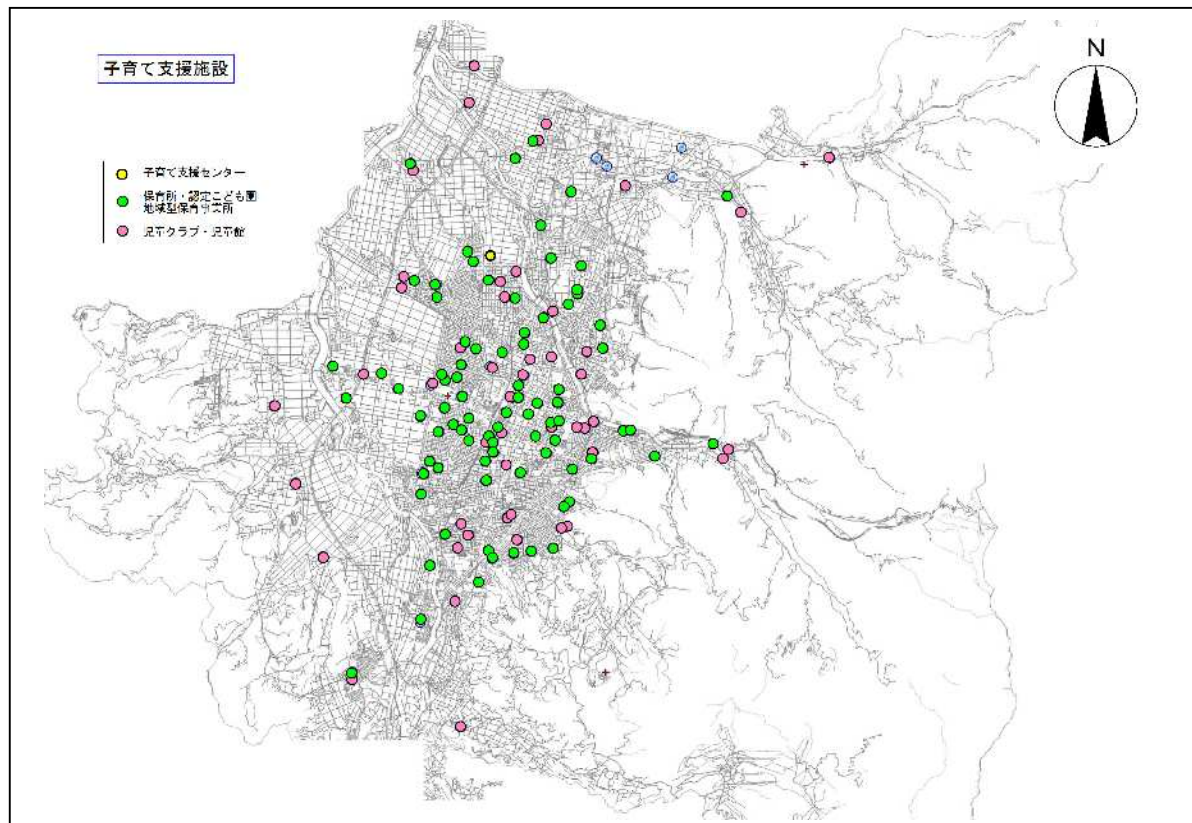 子育て支援施設
N
子育て支援センター
保育所・認定こども園
地域型保育事業所
児童クラブ・児童館